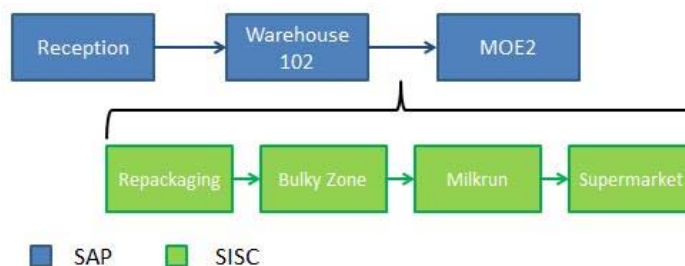 Reception
Warehouse
102
MOE2
Repackaging
Bulky Zone
Milkrun
Supermarket
SAP
SISC